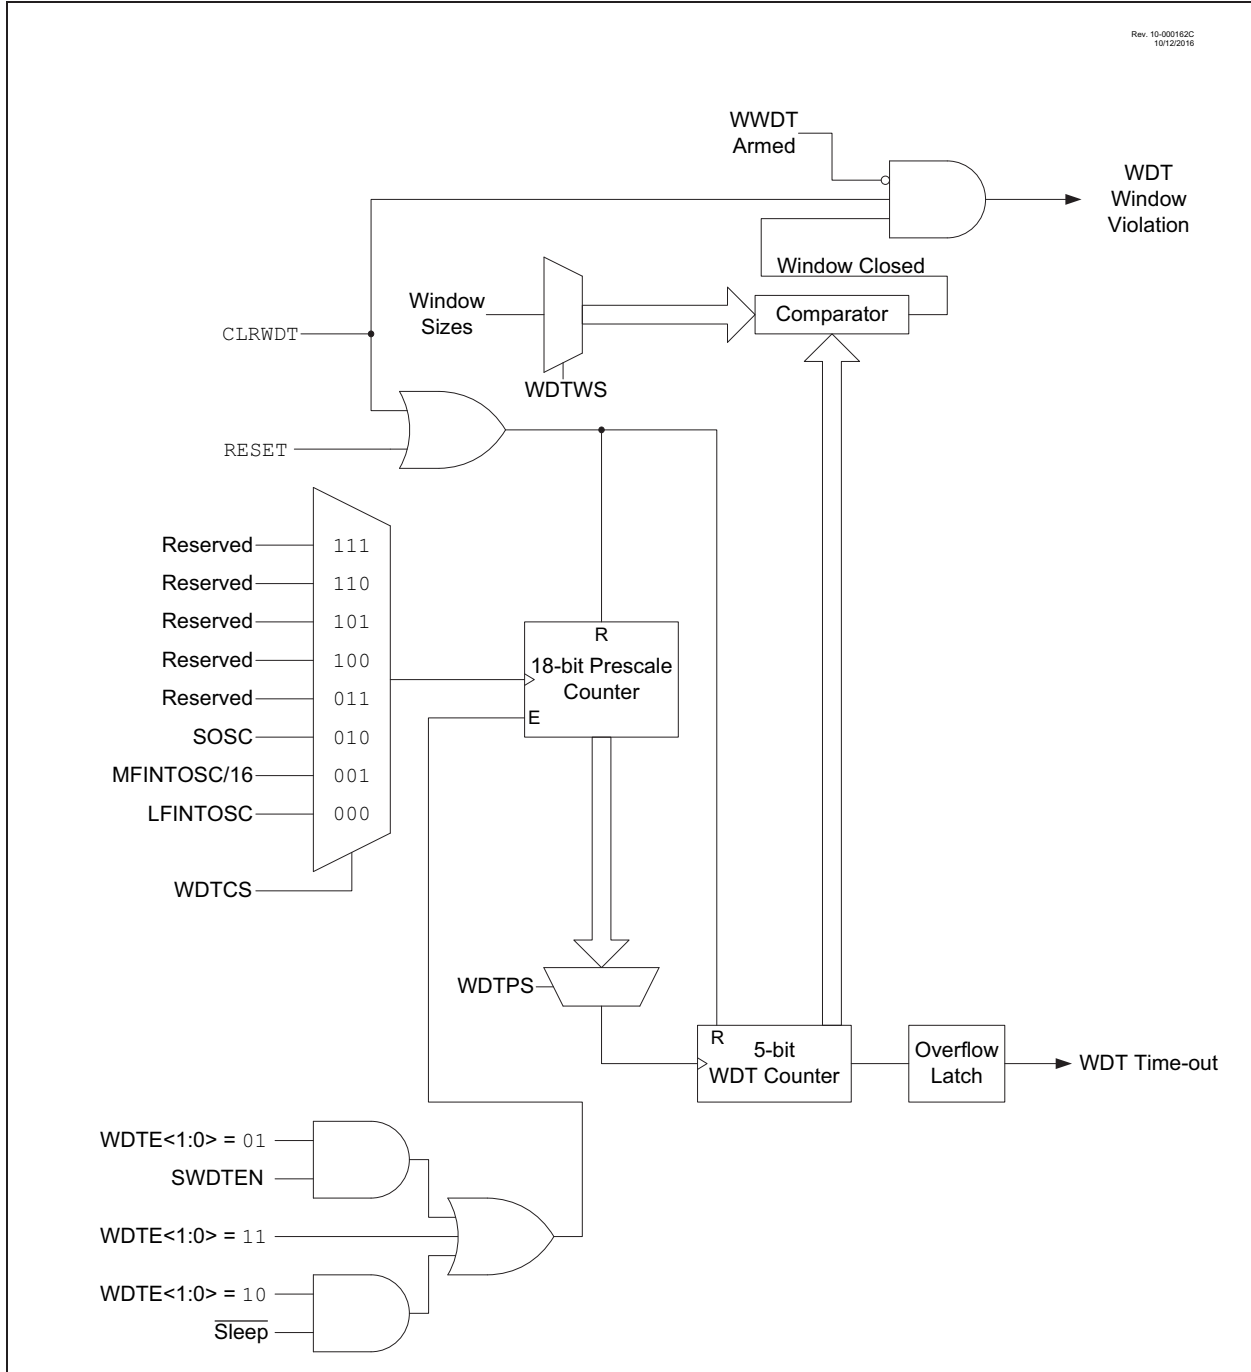 Rev. 10-000162C
10/12/2016
WWDT
Armed
WDT
Window
Violation
Window Closed
Window
Sizes
Comparator
CLRWDT
WDTWS
RESET
Reserved 111
Reserved 110
Reserved 101
Reserved 100
Reserved 011
SOSC 010
MFINTOSC/16 001
LFINTOSC 000
WDTCS
R
18-bit Prescale
Counter
E
WDTPS
R
5-bit
WDT Counter
Overflow
Latch
WDT Time-out
WDTE<1:0> = 01
SWDTEN
WDTE<1:0> = 11
WDTE<1:0> = 10
Sleep